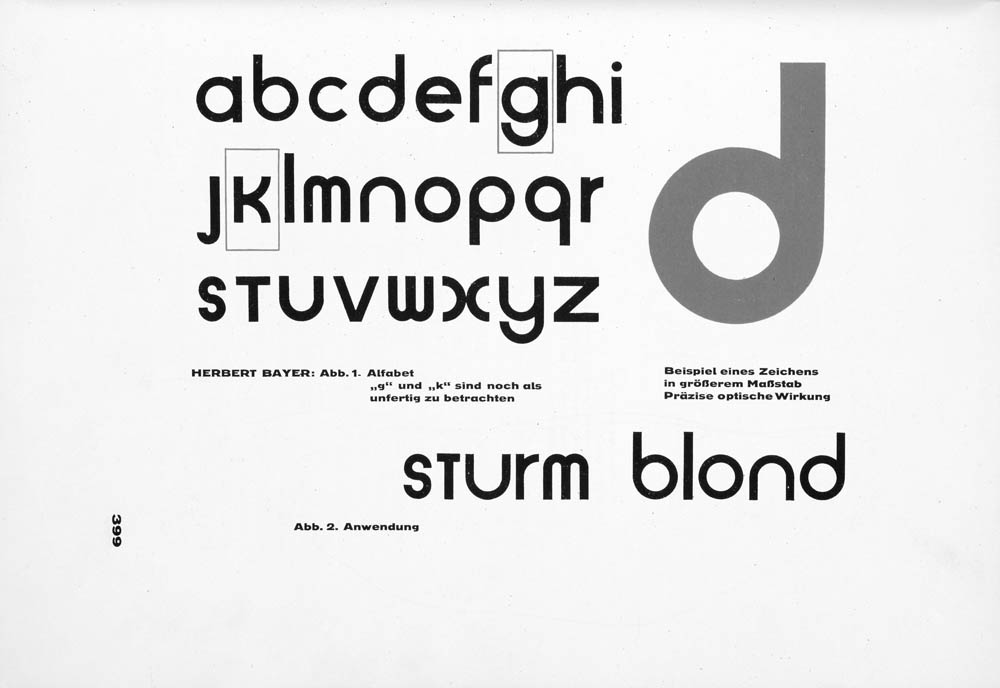 abcdefghi
jklmnopqr
sTUVWXYZ
d
HERBERT BAYER: Abb. 1. Alfabet
„g“ und „k“ sind noch als
unfertig zu betrachten
Beispiel eines Zeichens
in größerem Maßstab
Präzise optische Wirkung
sturm blond
Abb. 2. Anwendung
399